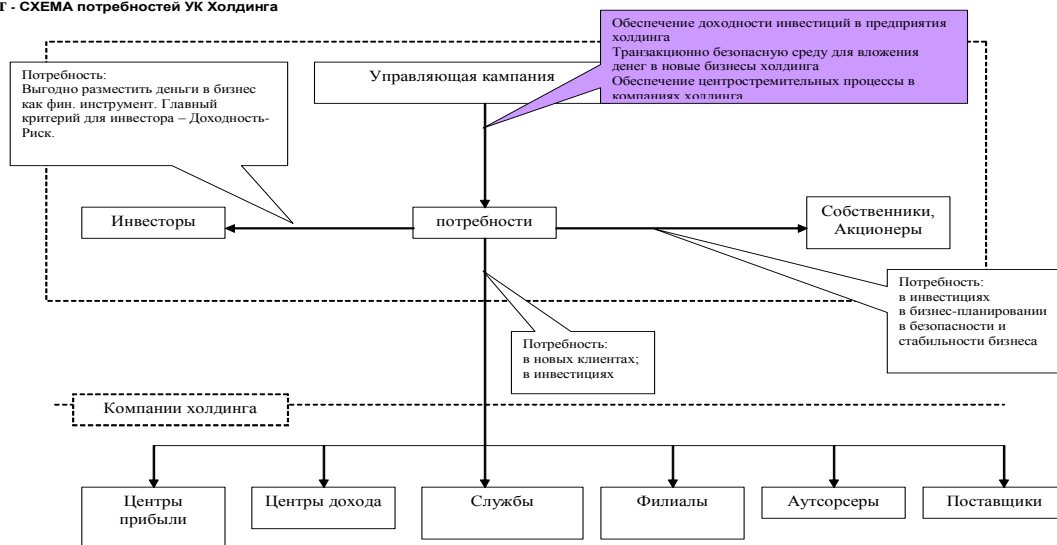 Т - СХЕМА потребностей УК Холдинга
Обеспечение доходности инвестиций в предприятия
холдинга
Транзакционно безопасную среду для вложения
денег в новые бизнесы холдинга
Обеспечение центростремительных процессы в
компаниях холдинга
Управляющая кампания
Потребность:
Выгодно разместить деньги в бизнес
как фин. инструмент. Главный
критерий для инвестора – Доходность-
Риск.
Инвесторы
потребности
Собственники,
Акционеры
Потребность:
в инвестициях
в бизнес-планировании
в безопасности и
стабильности бизнеса
Потребность:
в новых клиентах;
в инвестициях
Компании холдинга
Центры
прибыли
Центры дохода
Службы
Филиалы
Аутсорсеры
Поставщики